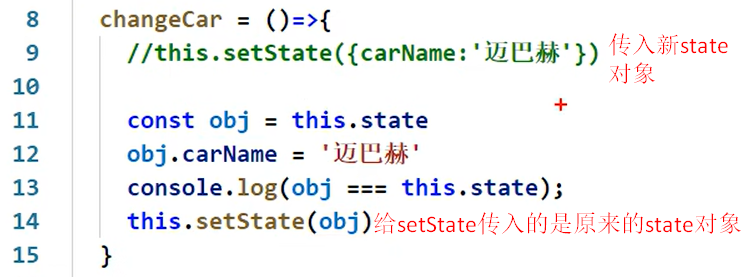 8 changeCar = ()=>{
9 //this.setState({carName:'迈巴赫'}) 传入新state
对象
10
11 const obj = this.state
12 obj.carName = '迈巴赫'
13 console.log(obj === this.state);
14 this.setState(obj)给setState传入的是原来的state对象
15 }